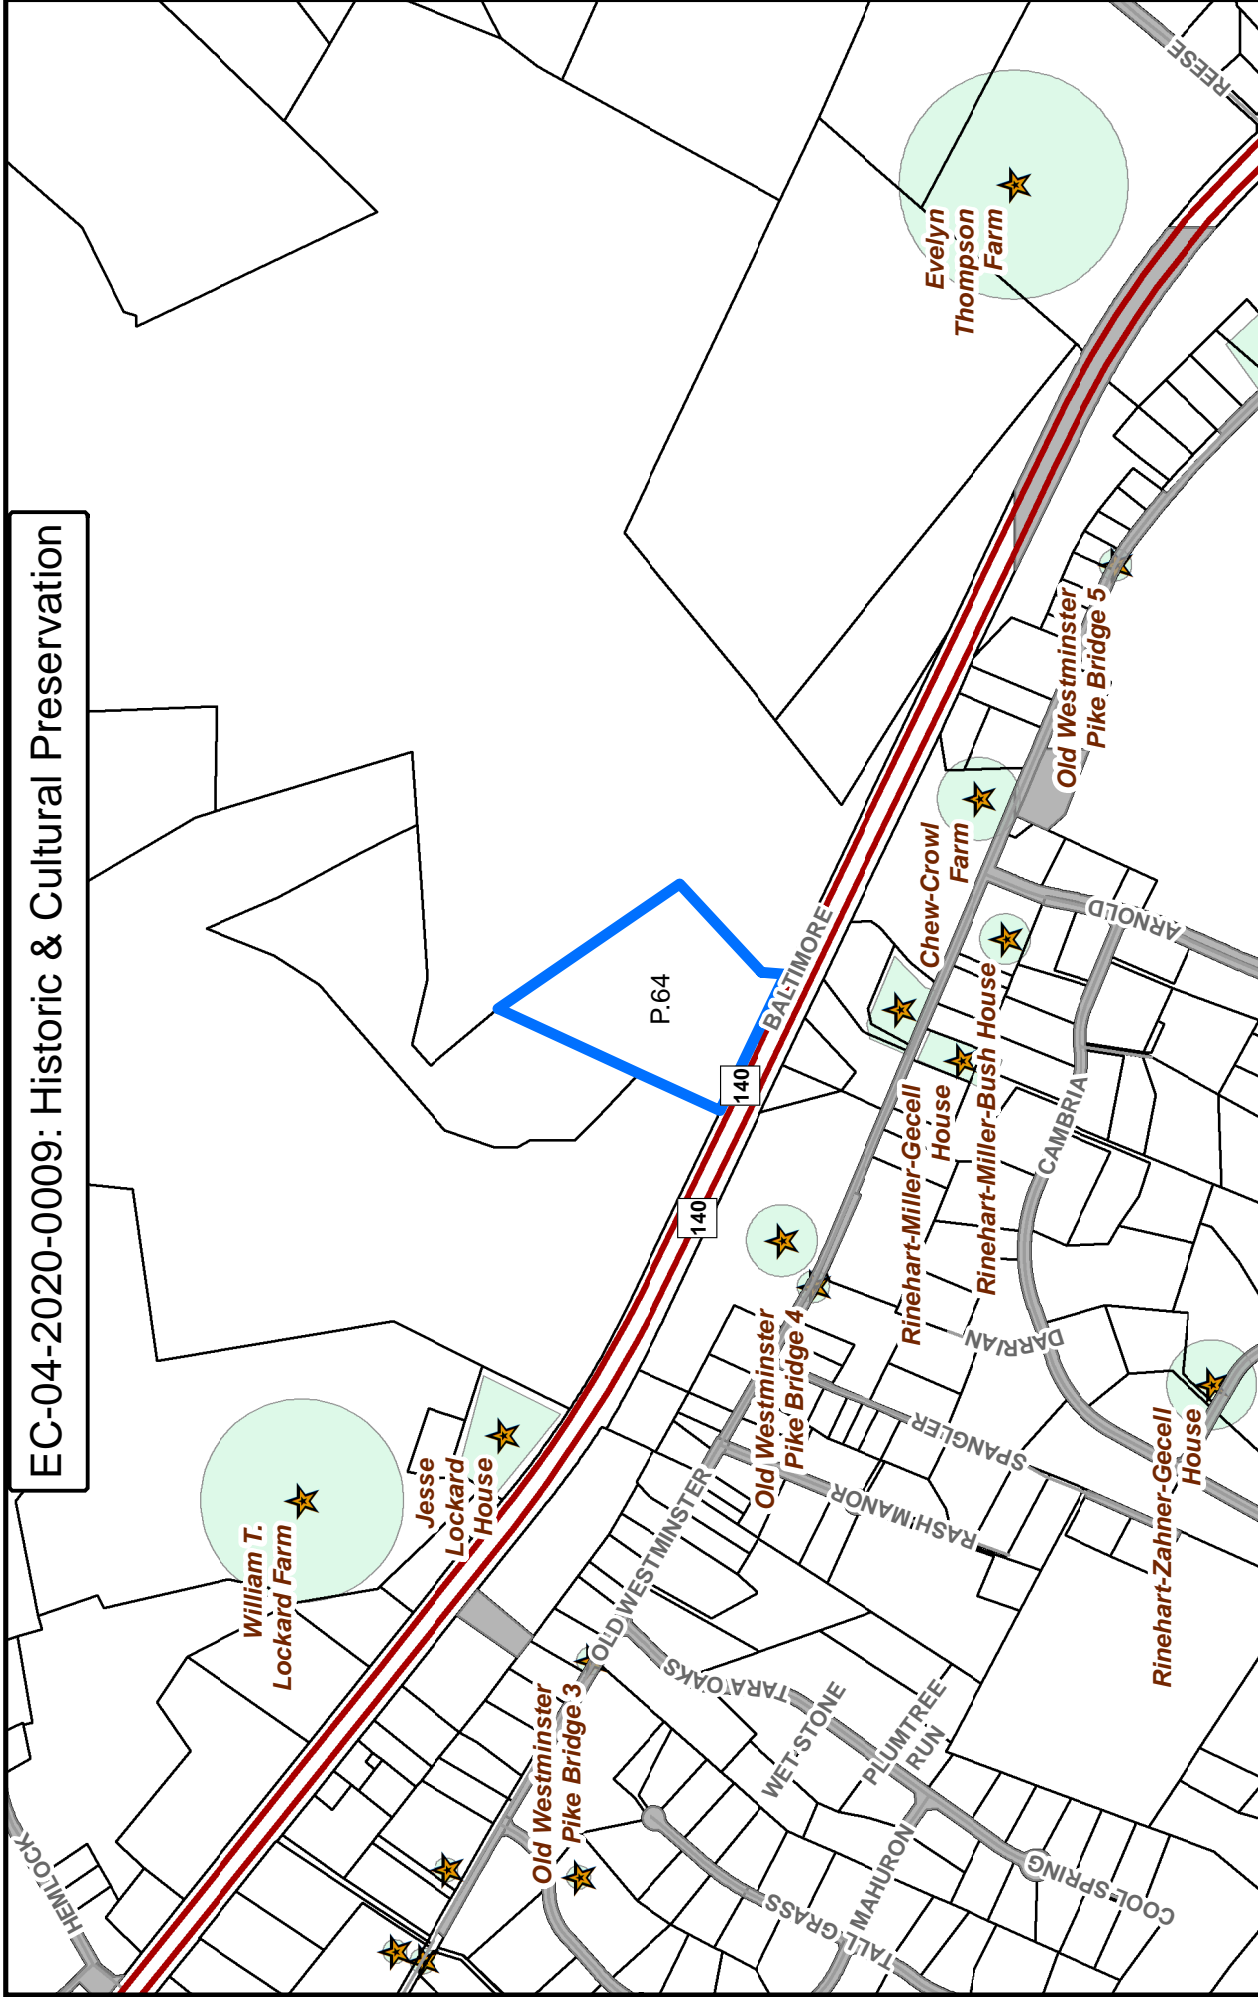 EC-04-2020-0009: Historic & Cultural Preservation
HEMLOCK
William T.
Lockard Farm
Jesse
Lockard
House
Old Westminster
Pike Bridge 3
OLD WESTMINSTER
140
140
P.64
BALTIMORE
Evelyn
Thompson
Farm
REESE
Old Westminster
Pike Bridge 4
Chew-Crowl
Farm
Old Westminster
Pike Bridge 5
Rinehart-Miller-Gecell
House
Rinehart-Miller-Bush House
ARNOLD
CAMBRIA
DARRIAN
SPANGLER
RASH MANOR
TARA OAKS
WET STONE
PLUMTREE
RUN
MAHURON
TALL GRASS
COOL SPRING
Rinehart-Zahner-Gecell
House